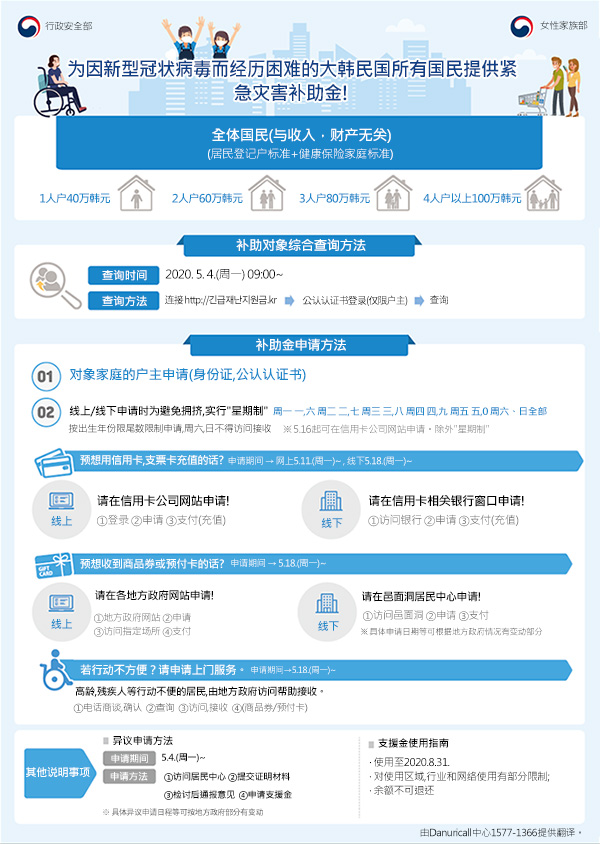 行政安全部
女性家族部
为因新型冠状病毒而经历困难的大韩民国所有国民提供紧
急灾害补助金!
全体国民(与收入，财产无关)
(居民登记户标准+健康保险家庭标准)
1人户40万韩元
2人户60万韩元
3人户80万韩元
4人户以上100万韩元
补助对象综合查询方法
查询时间 2020. 5. 4.(周一) 09:00~
查询方法 连接 http://긴급재난지원금.kr 公认认证书登录(仅限户主) 查询
补助金申请方法
01 对象家庭的户主申请(身份证,公认认证书)
02 线上/线下申请时为避免拥挤,实行"星期制" 周一 一,六 周二 二,七 周三 三,八 周四 四,九 周五 五,0 周六・日全部
按出生年份限尾数限制申请,周六,日不得访问接收 ※5.16起可在信用卡公司网站申请・除外"星期制"
预想用信用卡,支票卡充值的话? 申请期间 → 网上5.11.(周一)~ , 线下5.18.(周一)~
线上
请在信用卡公司网站申请!
①登录 ②申请 ③支付(充值)
线下
请在信用卡相关银行窗口申请!
①访问银行 ②申请 ③支付(充值)
GIFT CARD
预想收到商品券或预付卡的话? 申请期间 → 5.18.(周一)~
线上
请在各地方政府网站申请!
①地方政府网站 ②申请
③访问指定场所 ④支付
线下
请在邑面洞居民中心申请!
①访问邑面洞 ②申请 ③支付
※ 具体申请日期等可根据地方政府情况有变动部分
若行动不方便？请申请上门服务。 申请期间→5.18.(周一)~
高龄,残疾人等行动不便的居民,由地方政府访问帮助接收。
①电话商谈,确认 ②查询 ③访问,接收 ④(商品券/预付卡)
其他说明事项
异议申请方法
申请期间 5.4.(周一)~
申请方法 ①访问居民中心 ②提交证明材料
③检讨后通报意见 ④申请支援金
※ 具体异议申请日程等可按地方政府部分有变动
支援金使用指南
· 使用至2020.8.31.
· 对使用区域,行业和网络使用有部分限制;
· 余额不可退还
由Danuricall中心1577-1366提供翻译。